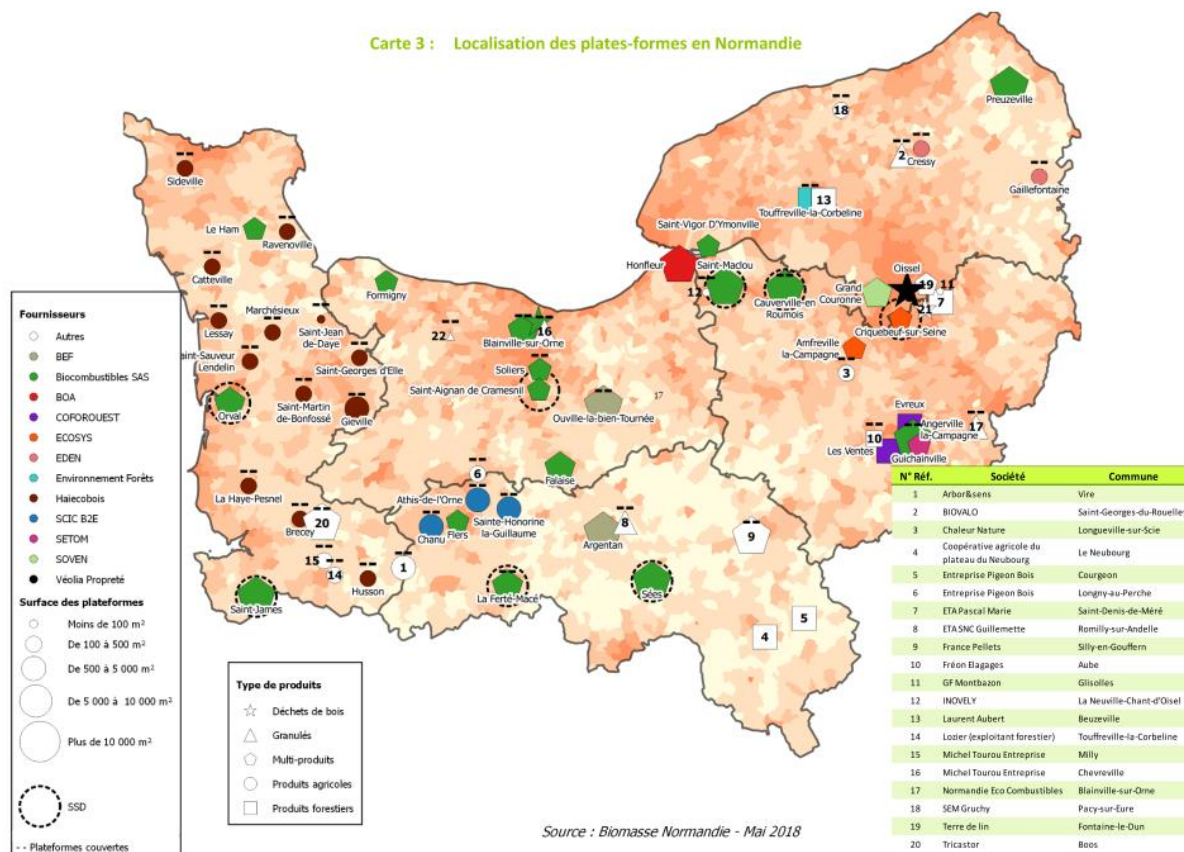 Carte 3 : Localisation des plates-formes en Normandie
18
Preuzeville
2
Cressy
Gaillefontaine
Sideville
13
Touffreville-la-Corbeline
Le Ham
Ravenoville
Saint-Vigor D'Ymonville
Catteville
Honfleur
Saint-Maclou
Oissel
Formigny
12
Cauverville-en
Roumois
Grand
Couronne
19
11
7
21
Marchésieux
Lessay
Saint-Jean
de-Daye
22
16
Blainville-sur-Orne
Criquebeuf-sur-Seine
Amfreville
la-Campagne
Saint-Sauveur
Lendelin
Saint-Georges d'Elle
Soliers
3
Saint-Aignan de Cramesnil
17
Orval
Saint-Martin
de-Bonfossé
Gieville
Ouville-la-bien-Tournée
Evreux
Angerville
la-Campagne
17
10
Les Ventes
Guichainville
La Haye-Pesnel
6
Falaise
Athis-de-l'Orne
Brecey
20
Chanu
Flers
Sainte-Honorine
la-Guillaume
Argentan
8
9
15
14
Husson
1
Saint-James
La Ferté-Macé
Sées
5
4
Fournisseurs
Autres
BEF
Biocombustibles SAS
BOA
COFOROUEST
ECOSYS
EDEN
Environnement Forêts
Haiecobois
SCIC B2E
SETOM
SOVEN
Véolia Propreté
Surface des plateformes
Moins de 100 m²
De 100 à 500 m²
De 500 à 5 000 m²
De 5 000 à 10 000 m²
Plus de 10 000 m²
SSD
Plateformes couvertes
Type de produits
Déchets de bois
Granulés
Multi-produits
Produits agricoles
Produits forestiers
Source : Biomasse Normandie - Mai 2018
N° Réf. Société Commune
1 Arbor&sens Vire
2 BIOVALO Saint-Georges-du-Rouelley
3 Chaleur Nature Longueville-sur-Scie
4 Coopérative agricole du plateau du Neubourg Le Neubourg
5 Entreprise Pigeon Bois Courgeon
6 Entreprise Pigeon Bois Longny-au-Perche
7 ETA Pascal Marie Saint-Denis-de-Méré
8 ETA SNC Guillemette Romilly-sur-Andelle
9 France Pellets Silly-en-Gouffern
10 Fréon Elagages Aube
11 GF Montbazon Glisolles
12 INOVELY La Neuville-Chant-d'Oisel
13 Laurent Aubert Beuzeville
14 Lozier (exploitant forestier) Touffreville-la-Corbeline
15 Michel Tourou Entreprise Milly
16 Michel Tourou Entreprise Chevreville
17 Normandie Eco Combustibles Blainville-sur-Orne
18 SEM Gruchy Pacy-sur-Eure
19 Terre de lin Fontaine-le-Dun
20 Tricastor Boos